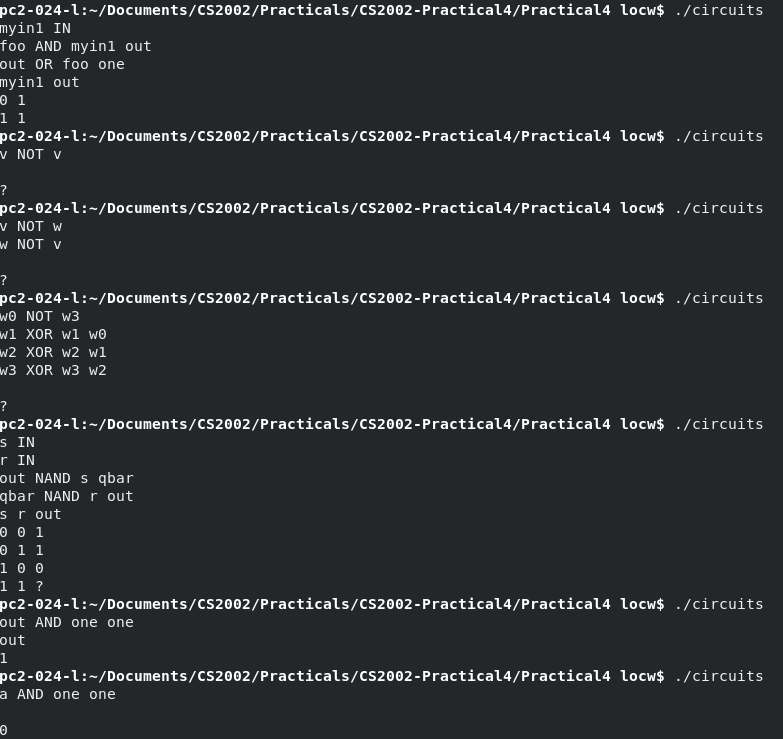 pc2-024-l:~/Documents/CS2002/Practicals/CS2002-Practical4/Practical4 locw$ ./circuits
myin1 IN
foo AND myin1 out
out OR foo one
myin1 out
0 1
1 1
pc2-024-l:~/Documents/CS2002/Practicals/CS2002-Practical4/Practical4 locw$ ./circuits
v NOT v
?
pc2-024-l:~/Documents/CS2002/Practicals/CS2002-Practical4/Practical4 locw$ ./circuits
v NOT w
w NOT v
?
pc2-024-l:~/Documents/CS2002/Practicals/CS2002-Practical4/Practical4 locw$ ./circuits
w0 NOT w3
w1 XOR w1 w0
w2 XOR w2 w1
w3 XOR w3 w2
?
pc2-024-l:~/Documents/CS2002/Practicals/CS2002-Practical4/Practical4 locw$ ./circuits
s IN
r IN
out NAND s qbar
qbar NAND r out
s r out
0 0 1
0 1 1
1 0 0
1 1 ?
pc2-024-l:~/Documents/CS2002/Practicals/CS2002-Practical4/Practical4 locw$ ./circuits
out AND one one
out
1
pc2-024-l:~/Documents/CS2002/Practicals/CS2002-Practical4/Practical4 locw$ ./circuits
a AND one one
0